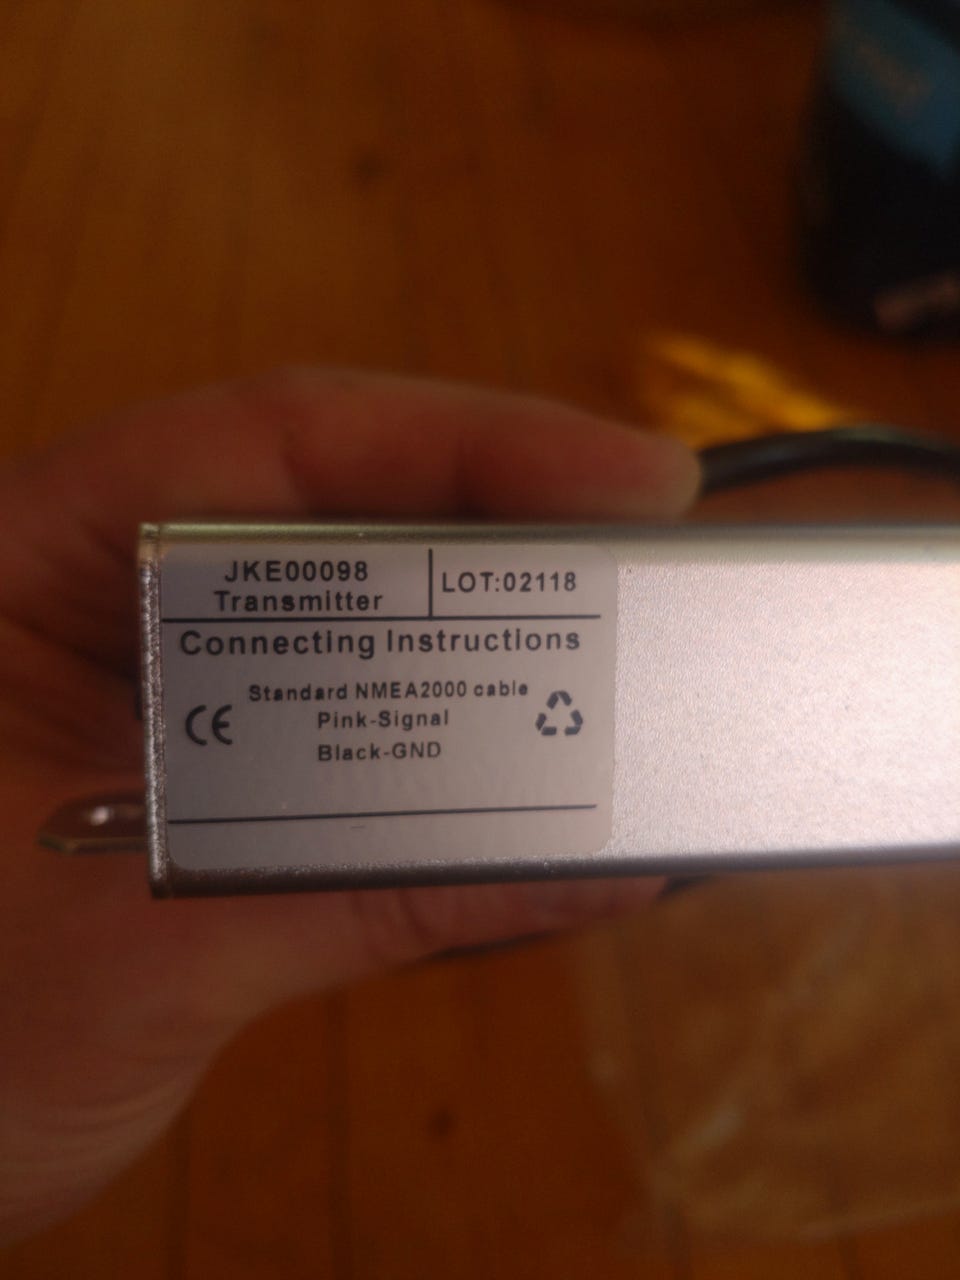 JKE00098
Transmitter
LOT:02118
Connecting Instructions
Standard NMEA2000 cable
CE
Pink-Signal
Black-GND